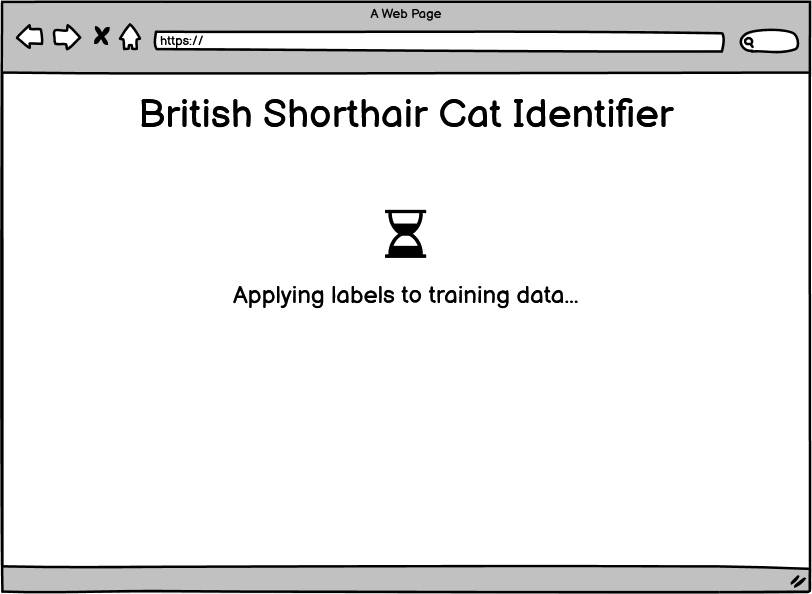 A Web Page
https://
British Shorthair Cat Identifier
Applying labels to training data...